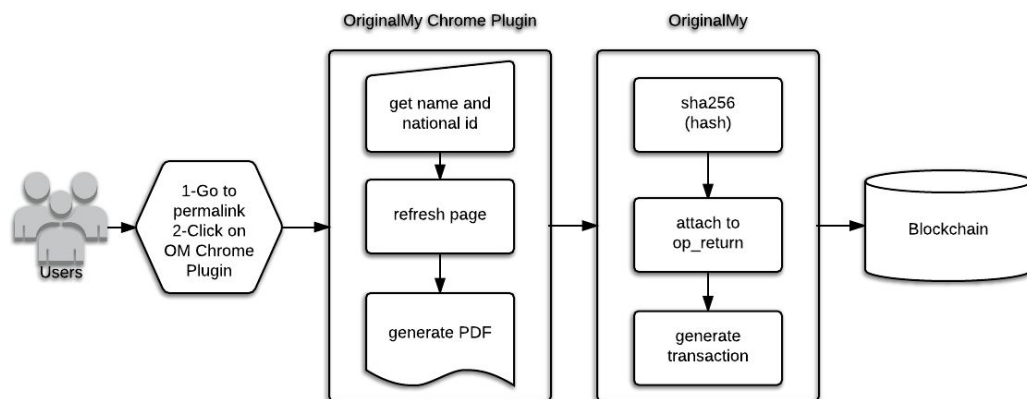 OriginalMy Chrome Plugin
OriginalMy
get name and
national id
sha256
(hash)
1-Go to
permalink
2-Click on
OM Chrome
Plugin
refresh page
attach to
op_return
Blockchain
Users
generate PDF
generate
transaction